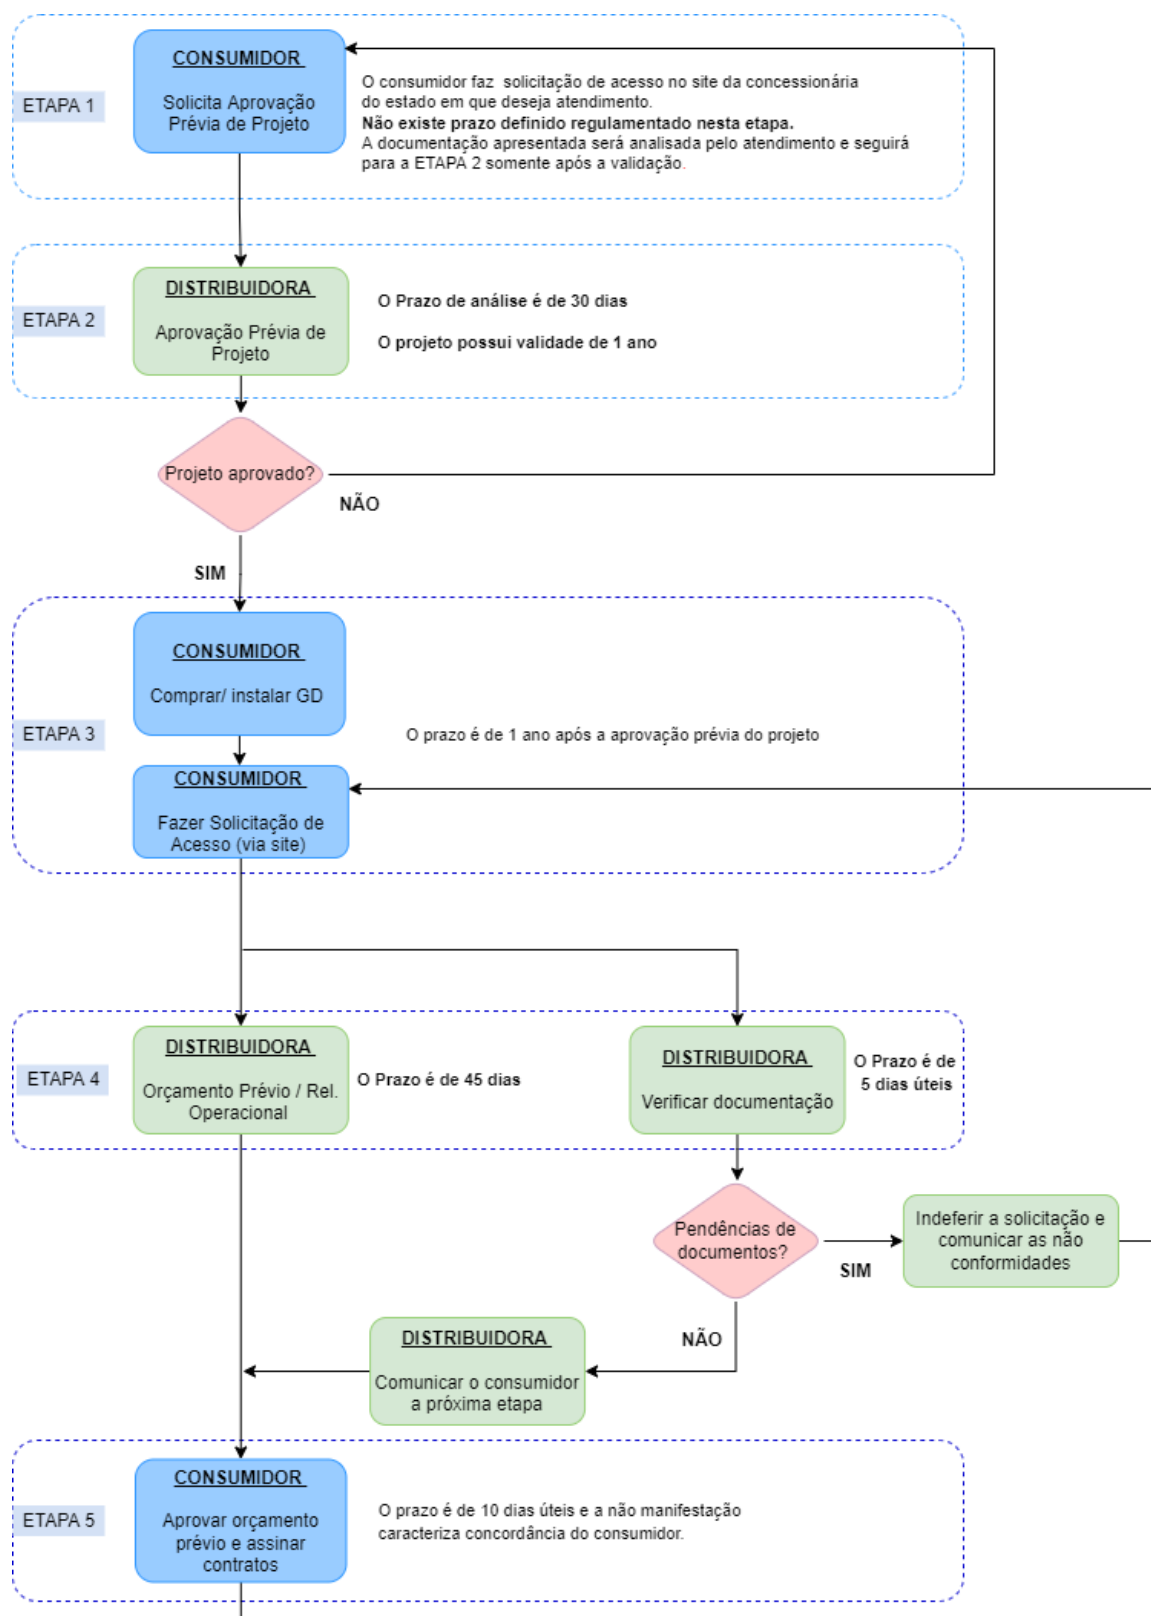 ETAPA 1
CONSUMIDOR
Solicita Aprovação
Prévia de Projeto
O consumidor faz solicitação de acesso no site da concessionária
do estado em que deseja atendimento.
Não existe prazo definido regulamentado nesta etapa.
A documentação apresentada será analisada pelo atendimento e seguirá
para a ETAPA 2 somente após a validação.
ETAPA 2
DISTRIBUIDORA
Aprovação Prévia de
Projeto
O Prazo de análise é de 30 dias
O projeto possui validade de 1 ano
Projeto aprovado?
NÃO
SIM
ETAPA 3
CONSUMIDOR
Comprar/ instalar GD
O prazo é de 1 ano após a aprovação prévia do projeto
CONSUMIDOR
Fazer Solicitação de
Acesso (via site)
ETAPA 4
DISTRIBUIDORA
Orçamento Prévio / Rel.
Operacional
O Prazo é de 45 dias
DISTRIBUIDORA
Verificar documentação
O Prazo é de
5 dias úteis
Pendências de
documentos?
SIM
Indeferir a solicitação e
comunicar as não
conformidades
NÃO
DISTRIBUIDORA
Comunicar o consumidor
a próxima etapa
ETAPA 5
CONSUMIDOR
Aprovar orçamento
prévio e assinar
contratos
O prazo é de 10 dias úteis e a não manifestação
caracteriza concordância do consumidor.